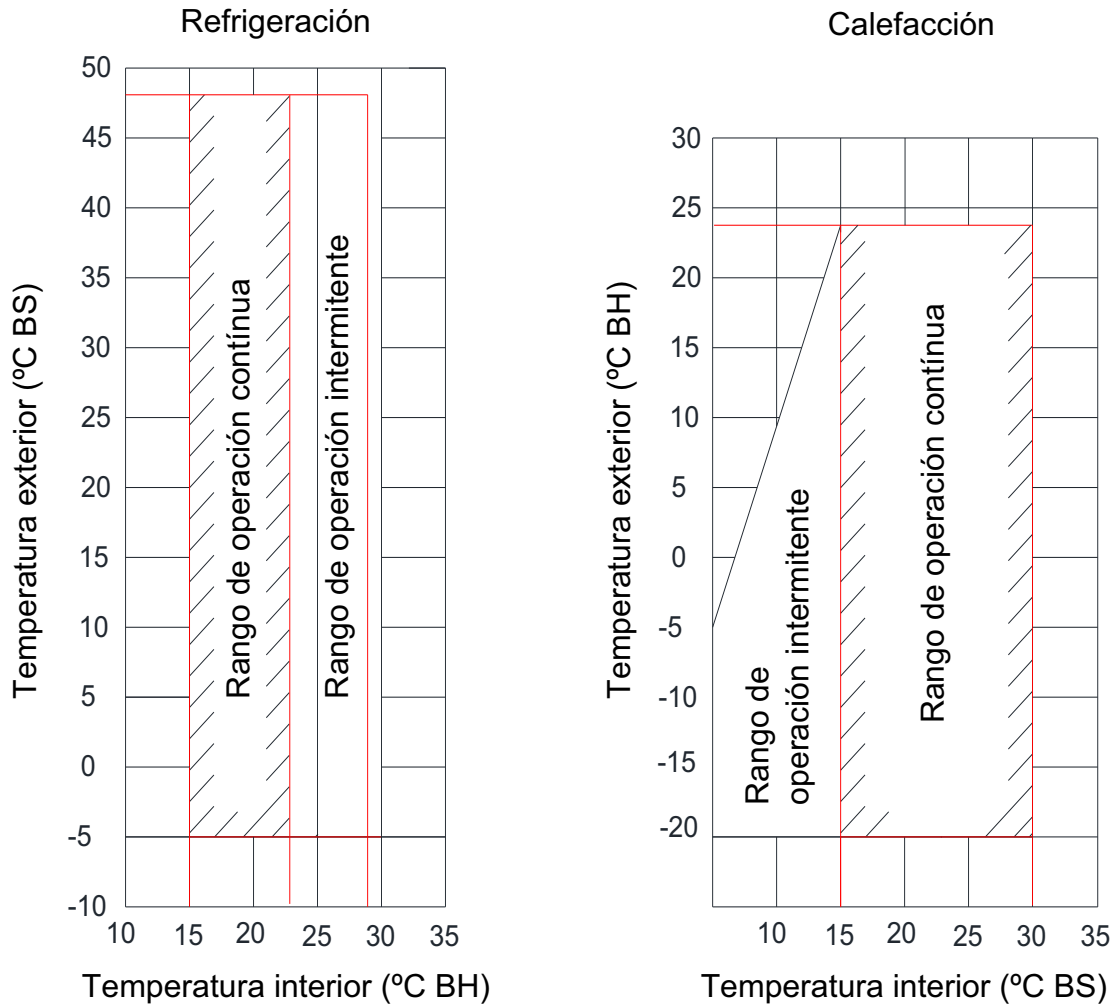 Refrigeración
50
45
40
35
30
25
20
15
10
5
0
-5
-10
10 15 20 25 30 35
Temperatura exterior (ºC BS)
Rango de operación contínua
Rango de operación intermitente
Temperatura interior (ºC BH)
Calefacción
30
25
20
15
10
5
0
-5
-10
-15
-20
10 15 20 25 30 35
Temperatura exterior (ºC BH)
Rango de
operación intermitente
Rango de operación contínua
Temperatura interior (ºC BS)